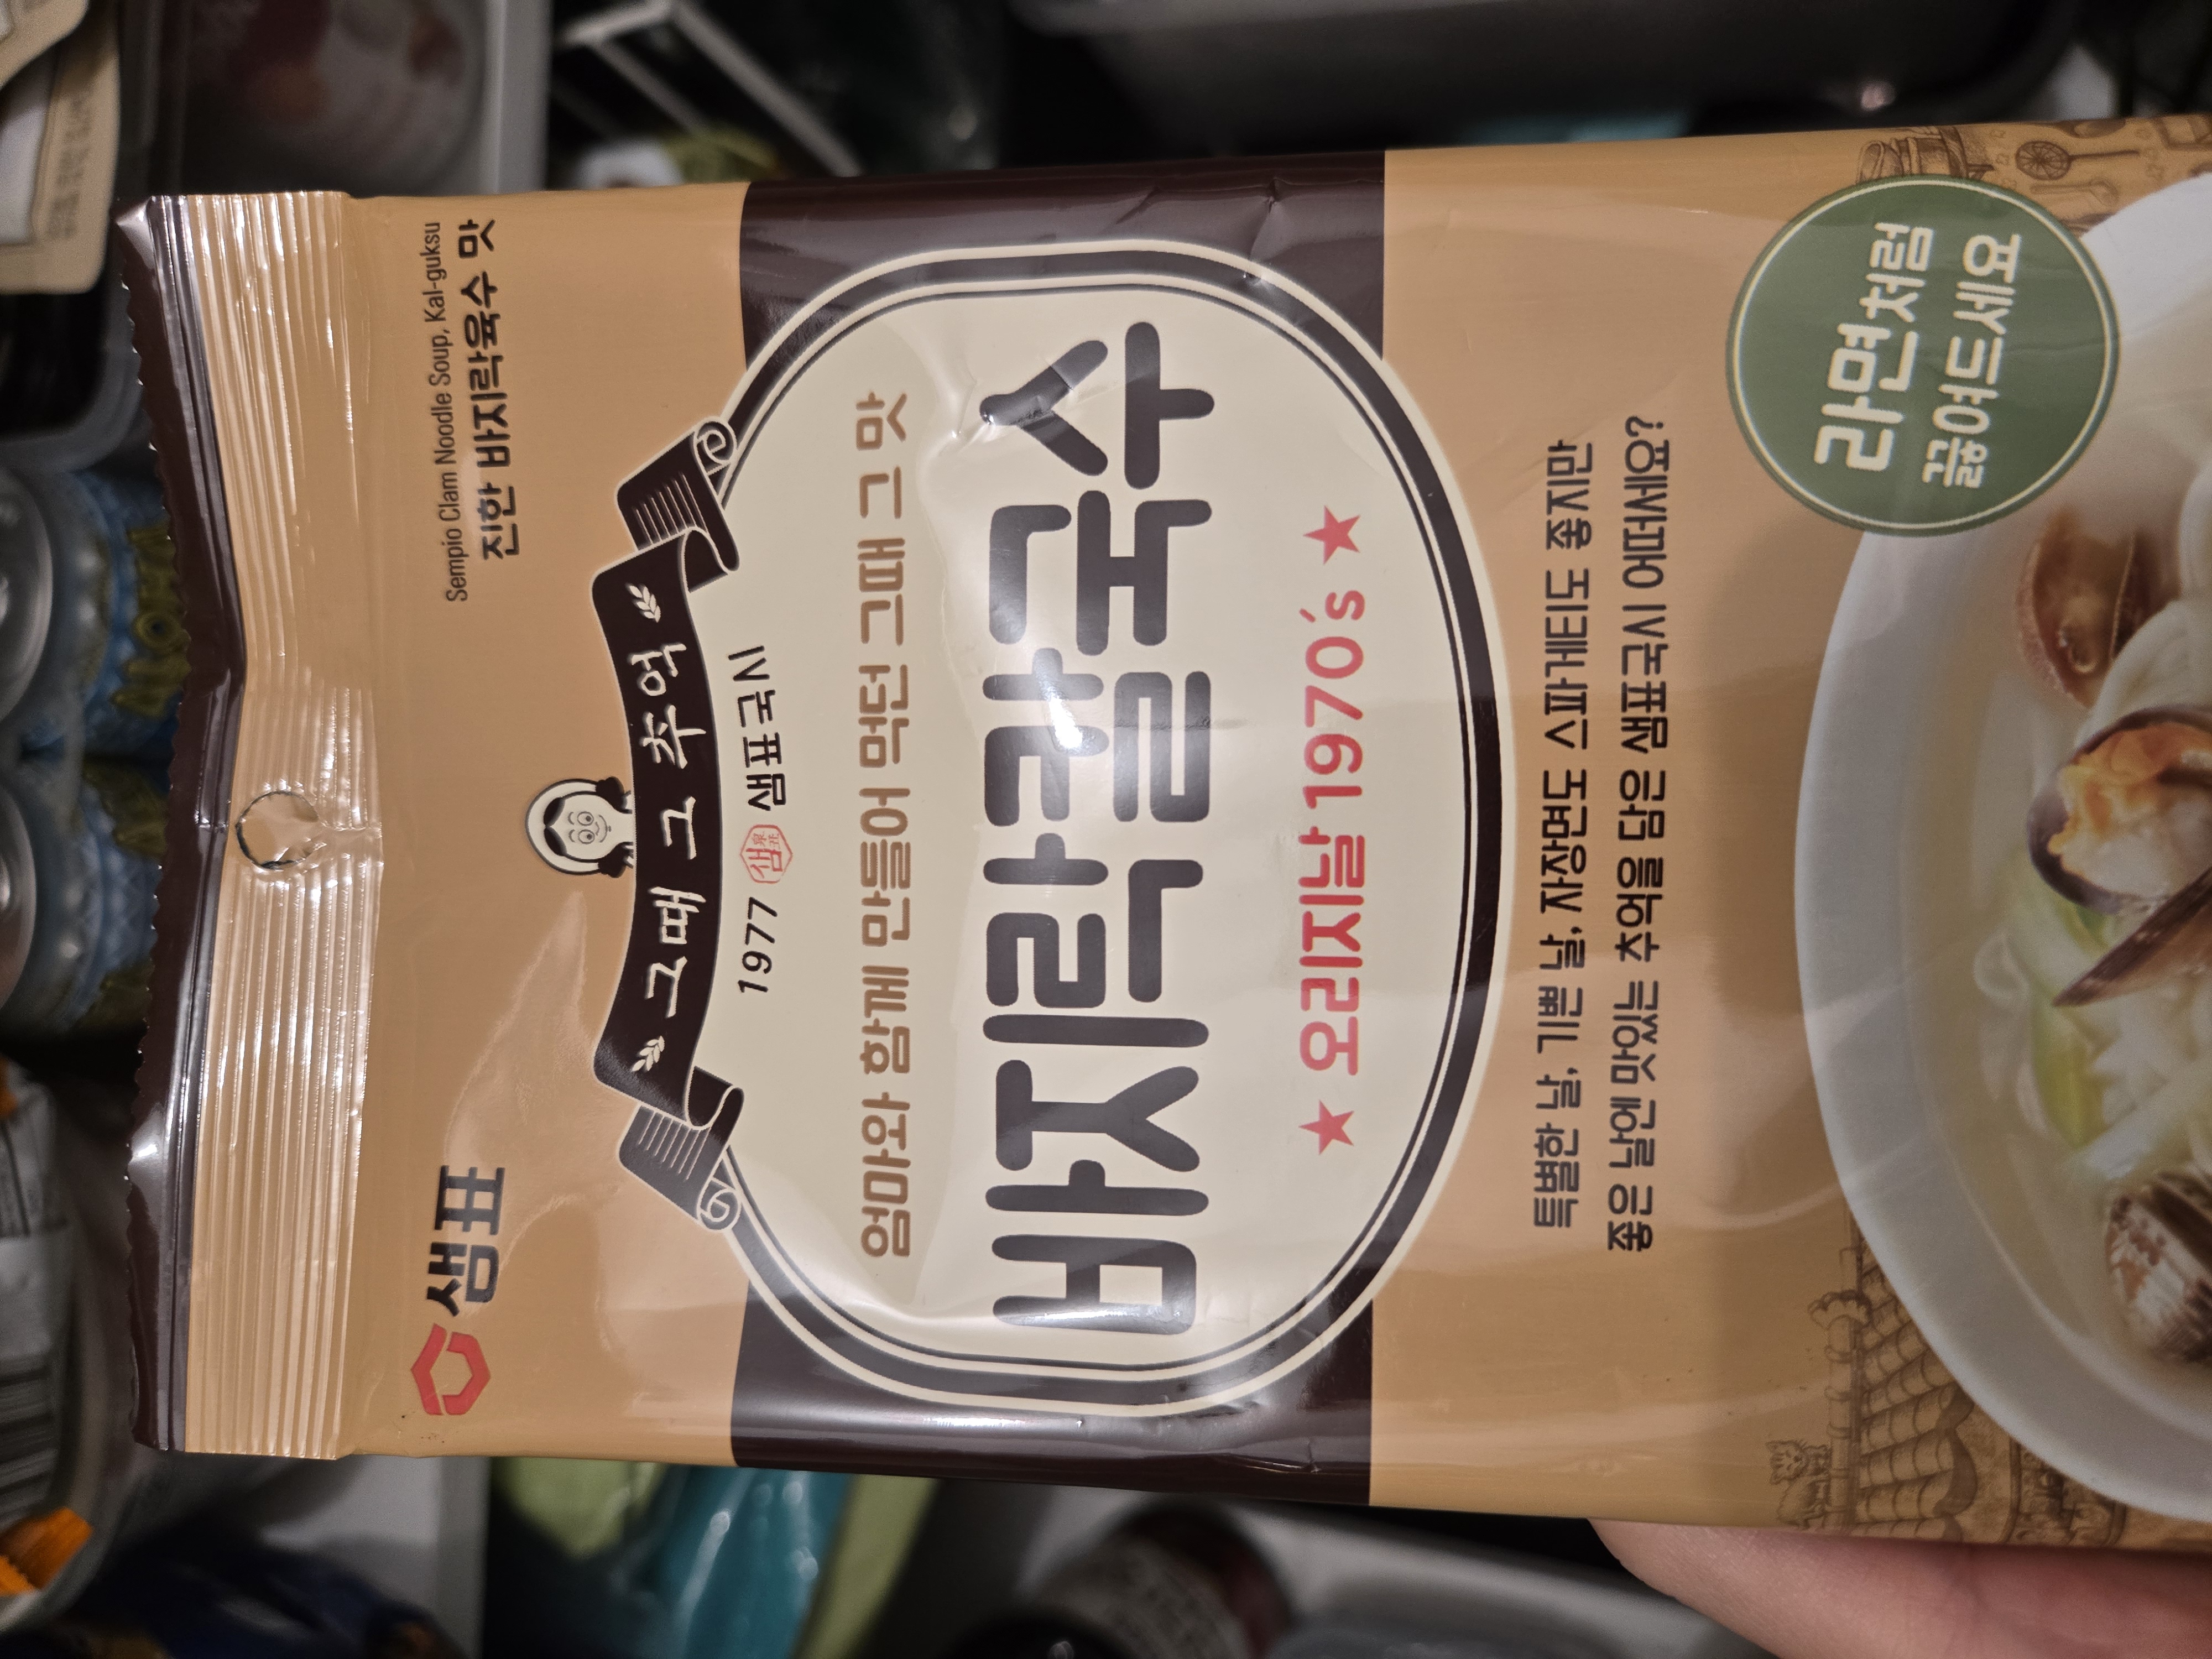 샘표
Sempio Clam Noodle Soup, Kal-guksu
진한 바지락육수 맛
그때 그 추억
1977 샘표 샘표국시
엄마와 함께 만들어 먹던 그때 그 맛
바지락칼국수
★ 오리지날 1970's ★
특별한 날, 기쁜 날, 자장면도 스파게티도 좋지만
좋은 날엔 맛있는 추억을 담은 샘표국시 어떠세요?
라면처럼
끓여드세요